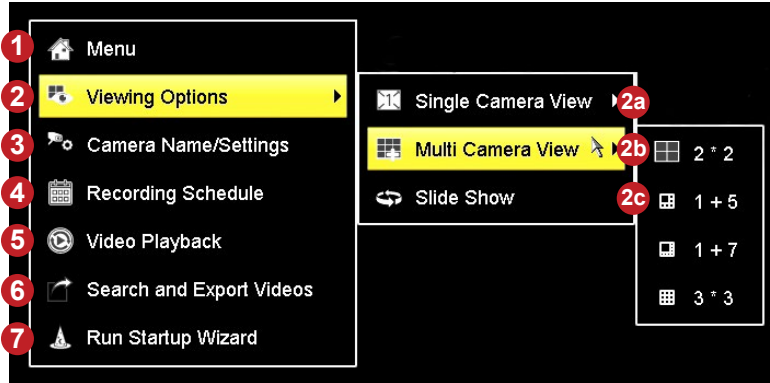 1 Menu
2 Viewing Options
3 Camera Name/Settings
4 Recording Schedule
5 Video Playback
6 Search and Export Videos
7 Run Startup Wizard
1 Single Camera View 2a
Multi Camera View 2b
Slide Show 2c
2 * 2
1 + 5
1 + 7
3 * 3